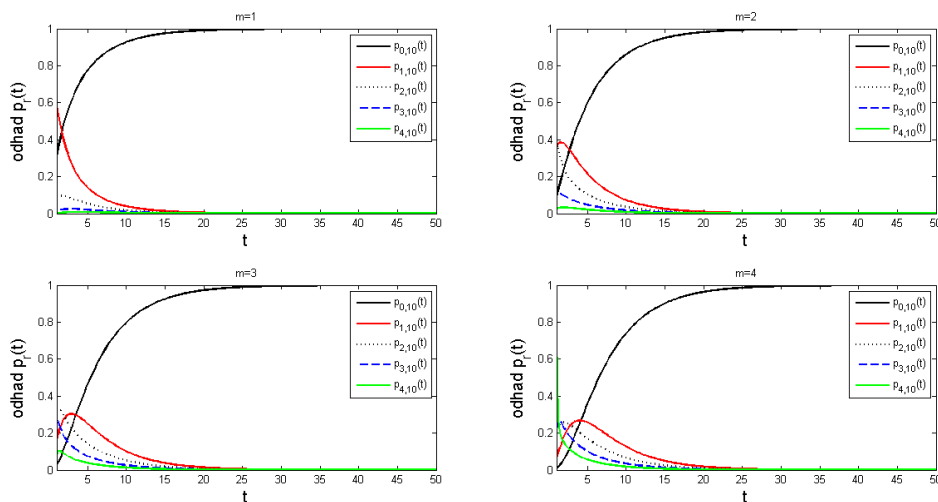 m=1
1
0.8
0.6
0.4
0.2
0
odhad p_r(t)
5 10 15 20 25 30 35 40 45 50
t
p_{0,10}(t)
p_{1,10}(t)
p_{2,10}(t)
p_{3,10}(t)
p_{4,10}(t)
m=2
1
0.8
0.6
0.4
0.2
0
odhad p_r(t)
5 10 15 20 25 30 35 40 45 50
t
p_{0,10}(t)
p_{1,10}(t)
p_{2,10}(t)
p_{3,10}(t)
p_{4,10}(t)
m=3
1
0.8
0.6
0.4
0.2
0
odhad p_r(t)
5 10 15 20 25 30 35 40 45 50
t
p_{0,10}(t)
p_{1,10}(t)
p_{2,10}(t)
p_{3,10}(t)
p_{4,10}(t)
m=4
1
0.8
0.6
0.4
0.2
0
odhad p_r(t)
5 10 15 20 25 30 35 40 45 50
t
p_{0,10}(t)
p_{1,10}(t)
p_{2,10}(t)
p_{3,10}(t)
p_{4,10}(t)